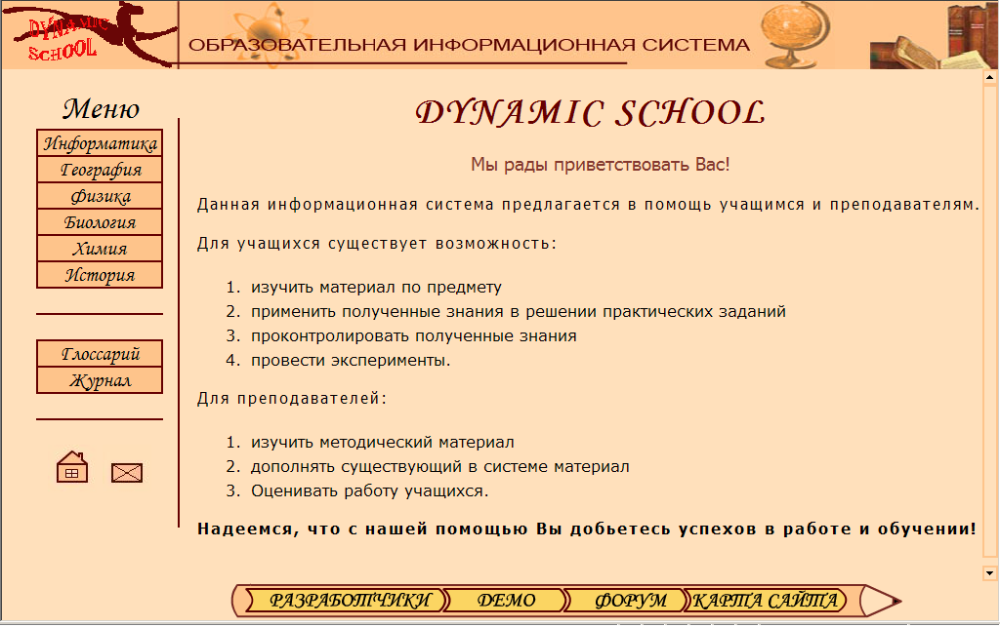 DYNAMIC
SCHOOL
ОБРАЗОВАТЕЛЬНАЯ ИНФОРМАЦИОННАЯ СИСТЕМА
Меню
Информатика
География
Физика
Биология
Химия
История
Глоссарий
Журнал
DYNAMIC SCHOOL
Мы рады приветствовать Вас!
Данная информационная система предлагается в помощь учащимся и преподавателям.
Для учащихся существует возможность:
1. изучить материал по предмету
2. применить полученные знания в решении практических заданий
3. проконтролировать полученные знания
4. провести эксперименты.
Для преподавателей:
1. изучить методический материал
2. дополнять существующий в системе материал
3. Оценивать работу учащихся.
Надеемся, что с нашей помощью Вы добьетесь успехов в работе и обучении!
РАЗРАБОТЧИКИ ДЕМО ФОРУМ КАРТА САЙТА